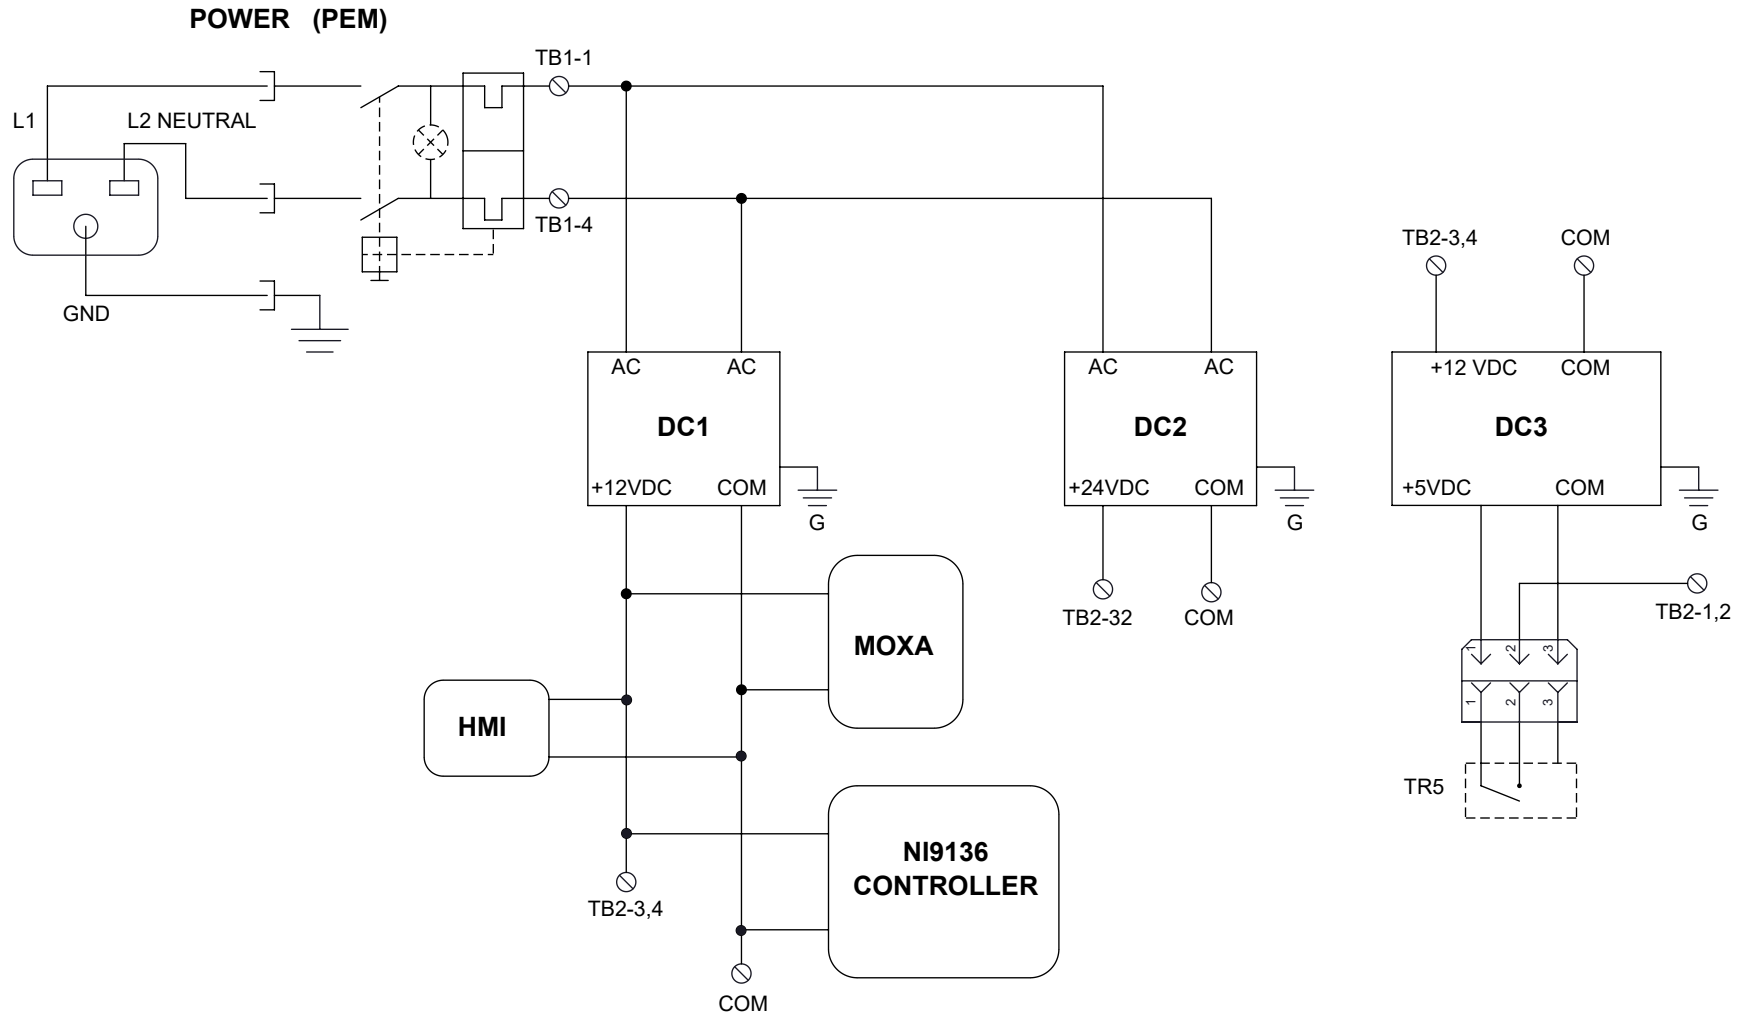 POWER (PEM)
TB1-1
L1
L2 NEUTRAL
TB1-4
GND
TB2-3,4
COM
AC
AC
DC1
+12VDC
COM
G
AC
AC
DC2
+24VDC
COM
G
+12 VDC
COM
DC3
+5VDC
COM
G
MOXA
TB2-32
COM
TB2-1,2
1
2
3
1
2
3
HMI
TR5
NI9136
CONTROLLER
TB2-3,4
COM